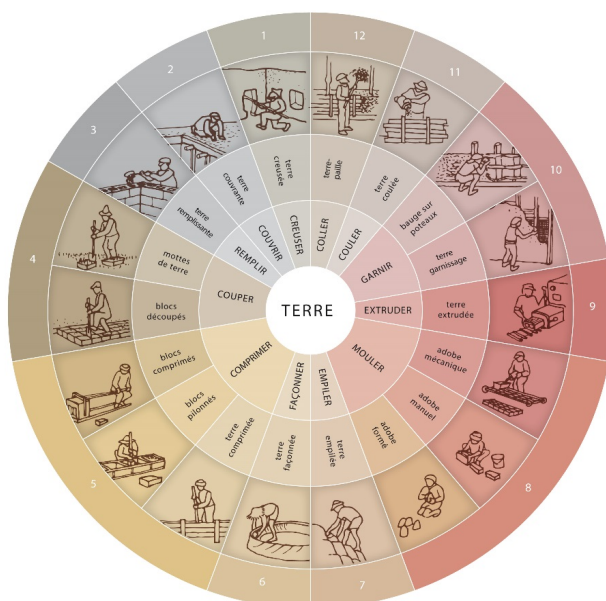 1
2
3
4
5
6
7
8
9
10
11
12
TERRE
CREUSER
COUVRIR
REMPLIR
COUPER
COMPRIMER
FAÇONNER
EMPILER
MOULER
EXTRUDER
GARNIR
COULER
COLLER
terre
creusée
terre
couvrante
terre
remplissante
mottes
de terre
blocs
découpés
blocs
comprimés
blocs
pilonnés
terre
comprimée
terre
façonnée
terre
empilée
adobe
formé
adobe
manuel
adobe
mécanique
terre
extrudée
terre
garnissage
bauge sur
poteaux
terre
coulée
terre-
paille